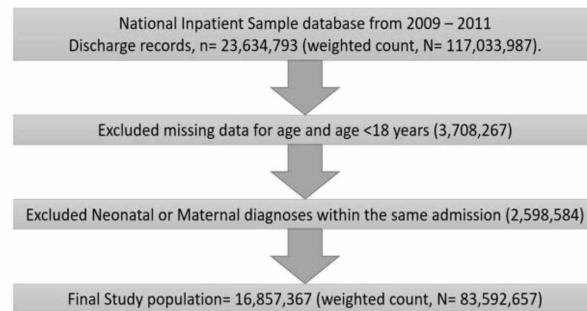 National Inpatient Sample database from 2009 – 2011
Discharge records, n= 23,634,793 (weighted count, N= 117,033,987).
Excluded missing data for age and age <18 years (3,708,267)
Excluded Neonatal or Maternal diagnoses within the same admission (2,598,584)
Final Study population= 16,857,367 (weighted count, N= 83,592,657)